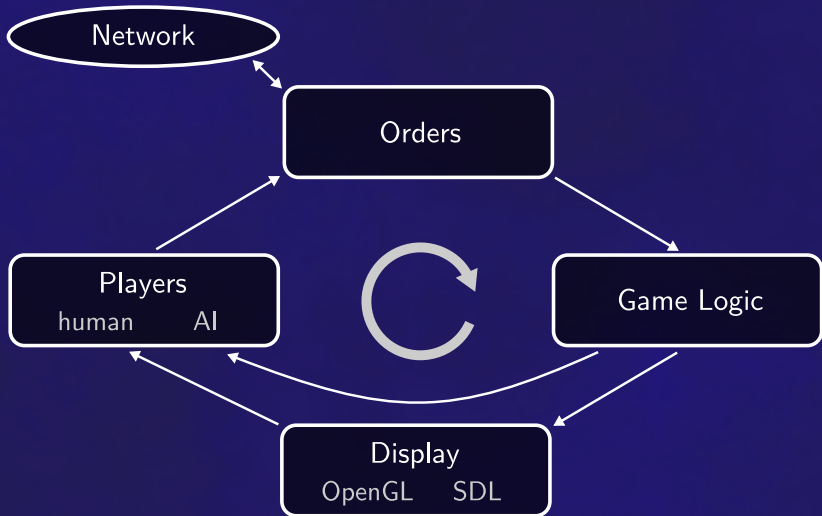 Network
Orders
Players
human AI
Game Logic
Display
OpenGL SDL